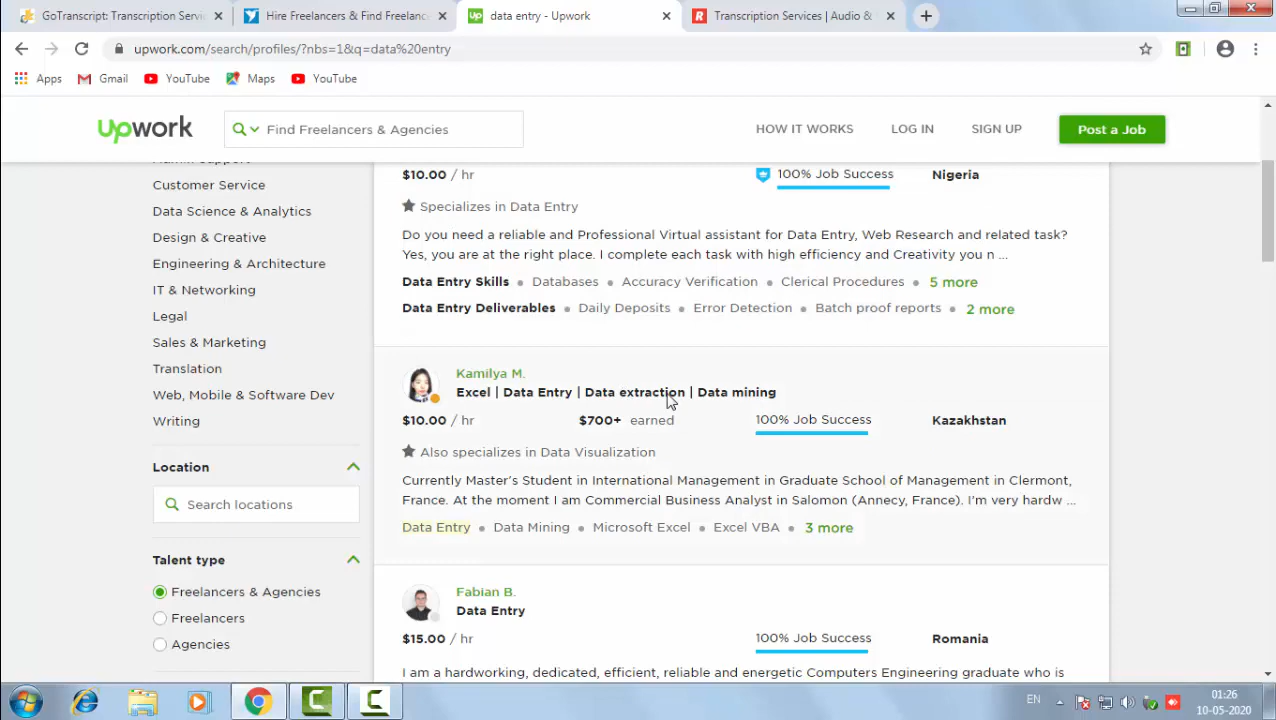 GoTranscript: Transcription Servi
Hire Freelancers & Find Freelanc
data entry - Upwork
Transcription Services | Audio &
upwork.com/search/profiles/?nbs=1&q=data%20entry
Apps
Gmail
YouTube
Maps
YouTube
upwork
Find Freelancers & Agencies
HOW IT WORKS
LOG IN
SIGN UP
Post a Job
Admin Support
Customer Service
Data Science & Analytics
Design & Creative
Engineering & Architecture
IT & Networking
Legal
Sales & Marketing
Translation
Web, Mobile & Software Dev
Writing
Location
Search locations
Talent type
Freelancers & Agencies
Freelancers
Agencies
$10.00 / hr
100% Job Success
Nigeria
Specializes in Data Entry
Do you need a reliable and Professional Virtual assistant for Data Entry, Web Research and related task?
Yes, you are at the right place. I complete each task with high efficiency and Creativity you n ...
Data Entry Skills Databases Accuracy Verification Clerical Procedures 5 more
Data Entry Deliverables Daily Deposits Error Detection Batch proof reports 2 more
Kamilya M.
Excel | Data Entry | Data extraction | Data mining
$10.00 / hr
$700+ earned
100% Job Success
Kazakhstan
Also specializes in Data Visualization
Currently Master's Student in International Management in Graduate School of Management in Clermont,
France. At the moment I am Commercial Business Analyst in Salomon (Annecy, France). I'm very hardw ...
Data Entry Data Mining Microsoft Excel Excel VBA 3 more
Fabian B.
Data Entry
$15.00 / hr
100% Job Success
Romania
I am a hardworking, dedicated, efficient, reliable and energetic Computers Engineering graduate who is
EN
01:26
10-05-2020